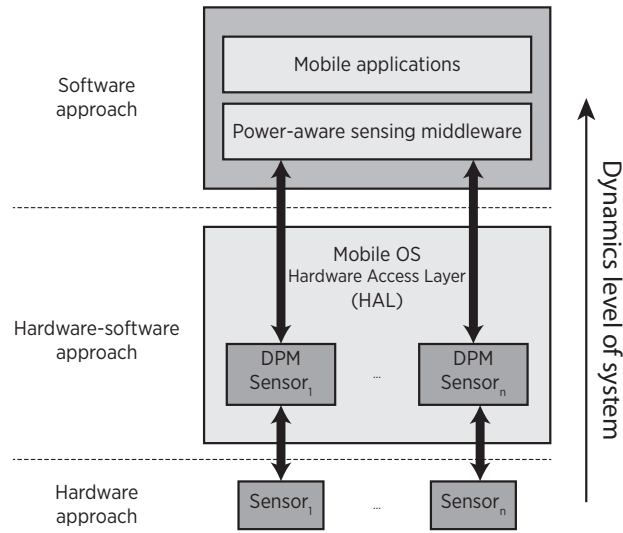 Mobile applications
Software
approach
Power-aware sensing middleware
Dynamics level of system
Mobile OS
Hardware Access Layer
(HAL)
Hardware-software
approach
DPM
Sensor₁
...
DPM
Sensorₙ
Hardware
approach
Sensor₁
...
Sensorₙ